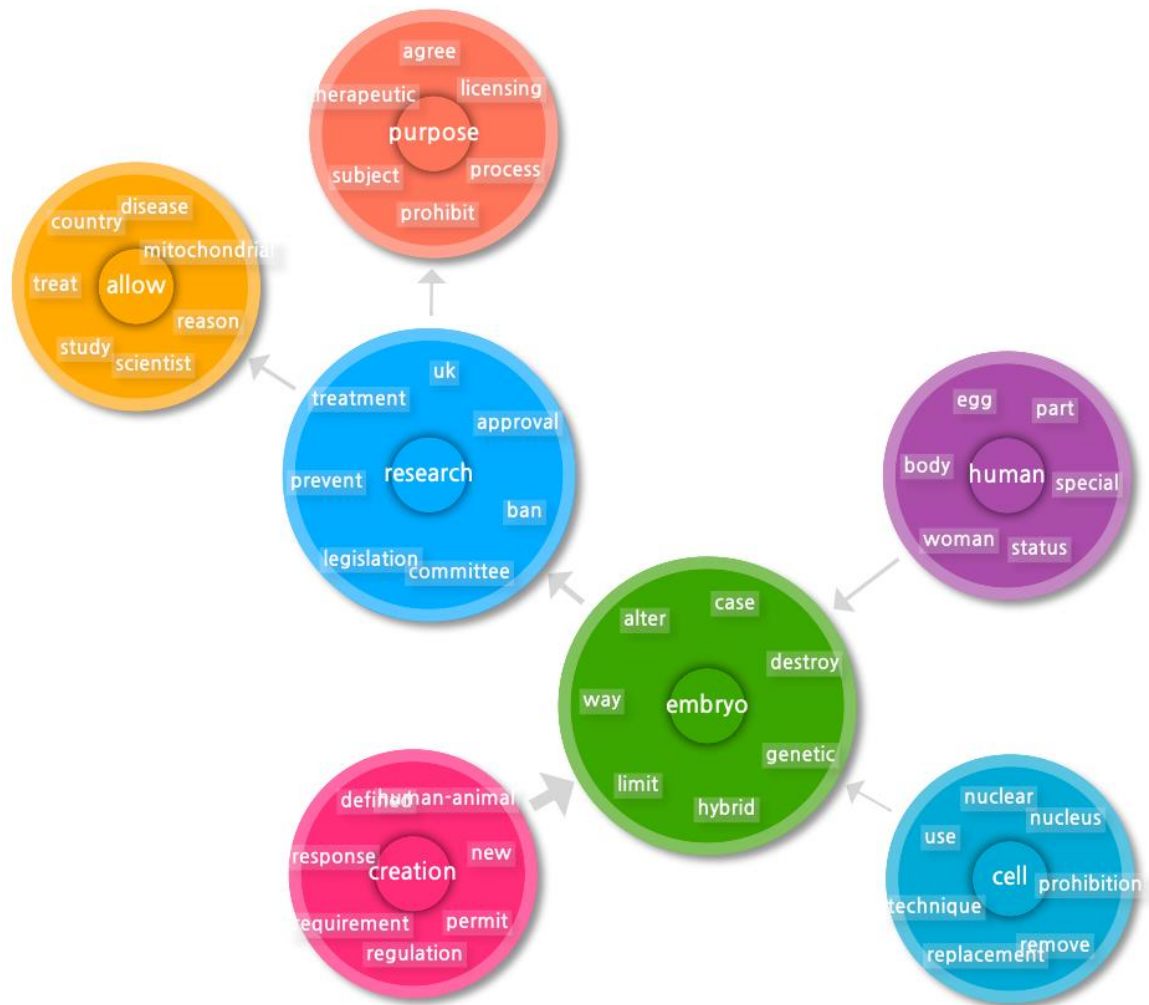 agree
therapeutic
licensing
purpose
subject
process
prohibit
country
disease
mitochondrial
treat
allow
reason
study
scientist
uk
treatment
approval
research
prevent
ban
legislation
committee
egg
part
body
human
special
woman
status
case
alter
destroy
way
embryo
genetic
limit
hybrid
defined
human-animal
response
new
creation
requirement
permit
regulation
nuclear
nucleus
use
cell
prohibition
technique
replacement
remove